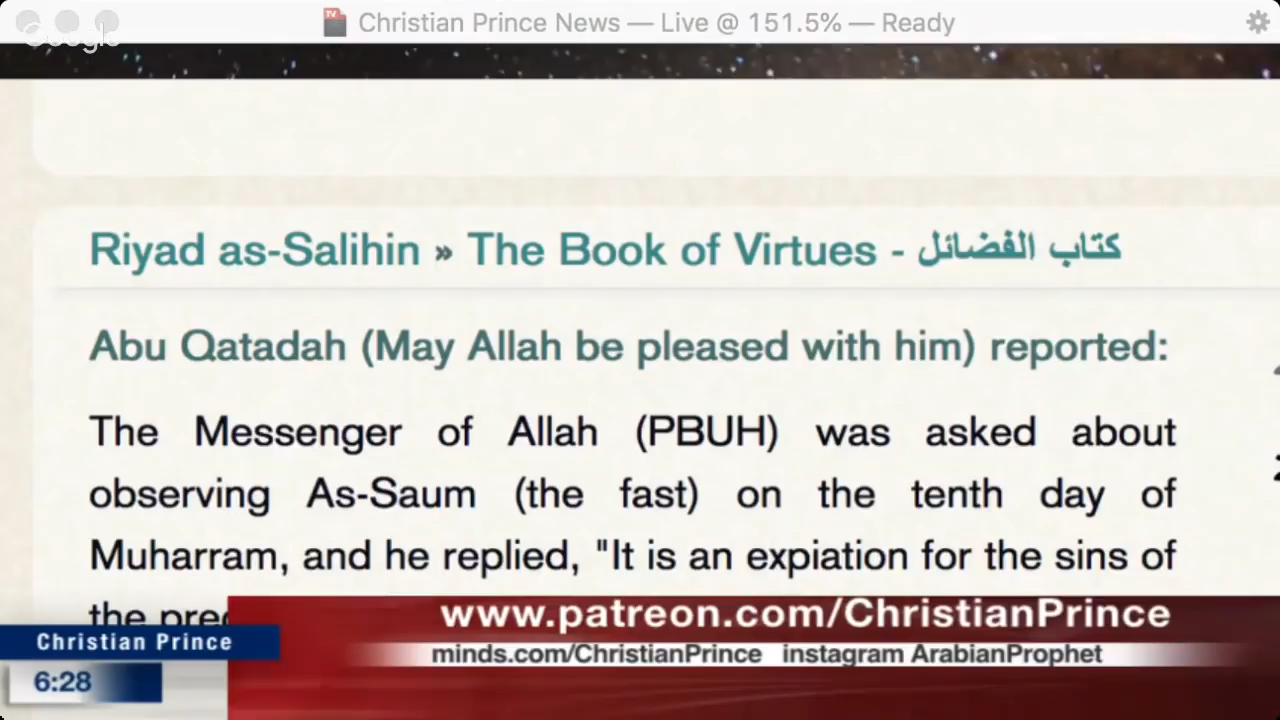 Christian Prince News — Live @ 151.5% — Ready
Google
Riyad as-Salihin » The Book of Virtues - كتاب الفضائل
Abu Qatadah (May Allah be pleased with him) reported:
The Messenger of Allah (PBUH) was asked about
observing As-Saum (the fast) on the tenth day of
Muharram, and he replied, "It is an expiation for the sins of
the
www.patreon.com/ChristianPrince
Christian Prince
minds.com/ChristianPrince instagram ArabianProphet
6:28